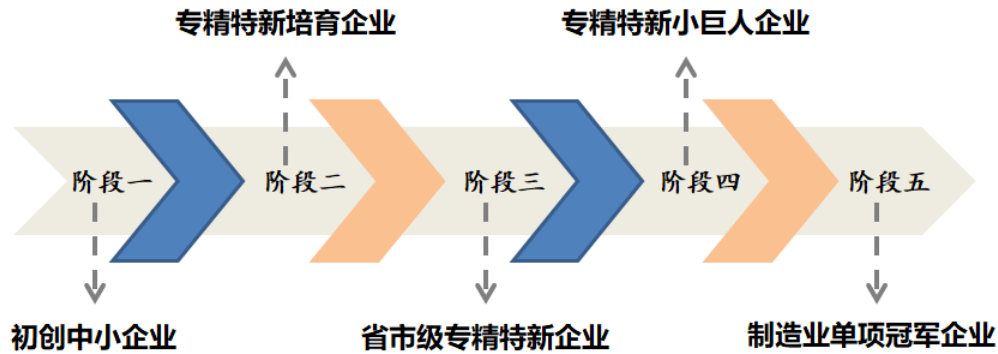 专精特新培育企业
专精特新小巨人企业
阶段一
阶段二
阶段三
阶段四
阶段五
初创中小企业
省市级专精特新企业
制造业单项冠军企业